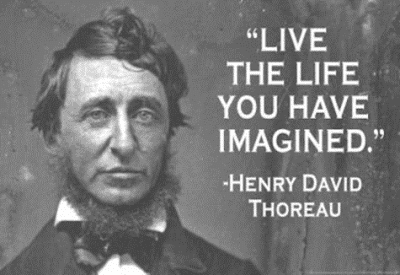 “LIVE
THE LIFE
YOU HAVE
IMAGINED.”
-HENRY DAVID
THOREAU